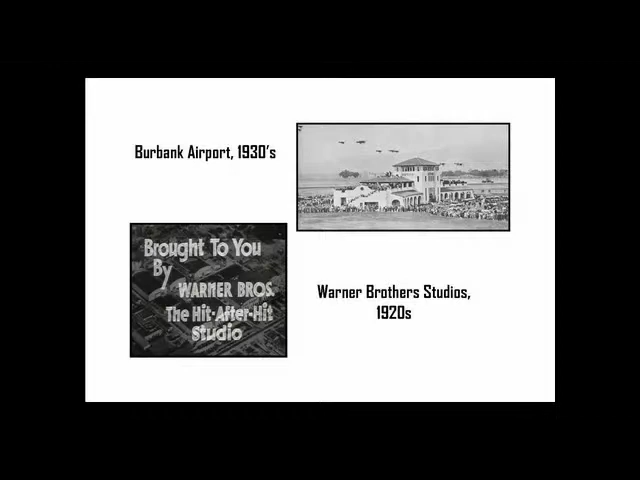 Burbank Airport, 1930's
Brought To You
By
WARNER BROS.
The Hit-After-Hit
Studio
Warner Brothers Studios,
1920s